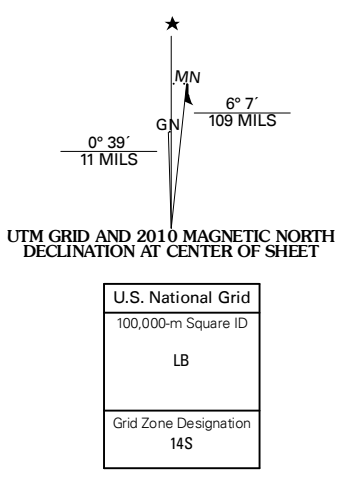 MN
6° 7´
109 MILS
GN
0° 39´
11 MILS
UTM GRID AND 2010 MAGNETIC NORTH
DECLINATION AT CENTER OF SHEET
U.S. National Grid
100,000-m Square ID
LB
Grid Zone Designation
14S